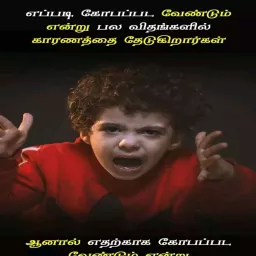 எப்படி கோபப்பட வேண்டும்
என்று பல விதங்களில்
காரணத்தை தேடுகிறார்கள்
ஆனால் எதற்காக கோபப்பட
வேண்டும் என்று